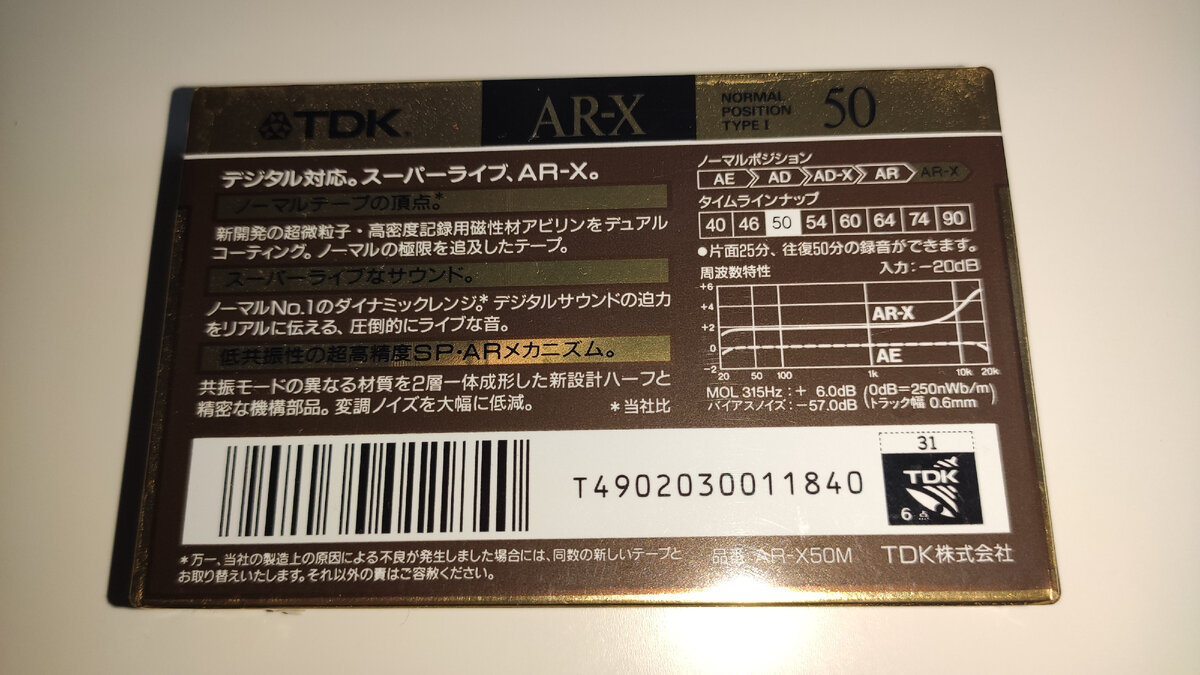 TDK AR-X NORMAL POSITION TYPE I 50
デジタル対応。スーパーライブ、AR-X。
ノーマルテープの頂点。*
新開発の超微粒子・高密度記録用磁性材アビリンをデュアル
コーティング。ノーマルの極限を追及したテープ。
スーパーライブなサウンド。
ノーマルNo.1のダイナミックレンジ。*デジタルサウンドの迫力
をリアルに伝える、圧倒的にライブな音。
低共振性の超高精度SP・ARメカニズム。
共振モードの異なる材質を2層一体成形した新設計ハーフと
精密な機構部品。変調ノイズを大幅に低減。 *当社比
ノーマルポジション
AE AD AD-X AR AR-X
タイムラインナップ
40 46 50 54 60 64 74 90
●片面25分、往復50分の録音ができます。
周波数特性 入力:−20dB
+6
+4
+2
0
−2
AR-X
AE
20 50 100 1k 10k 20k
MOL 315Hz:+ 6.0dB (0dB=250nWb/m)
バイアスノイズ:−57.0dB (トラック幅 0.6mm)
T4902030011840
31
TDK
6
*万一、当社の製造上の原因による不良が発生しました場合には、同数の新しいテープと
お取り替えいたします。それ以外の責はご容赦ください。
品番 AR-X50M TDK株式会社